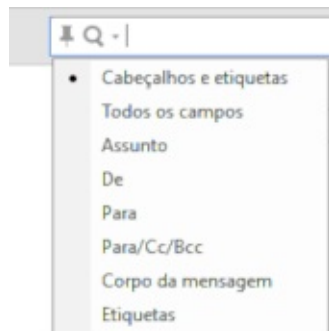 Cabeçalhos e etiquetas
Todos os campos
Assunto
De
Para
Para/Cc/Bcc
Corpo da mensagem
Etiquetas